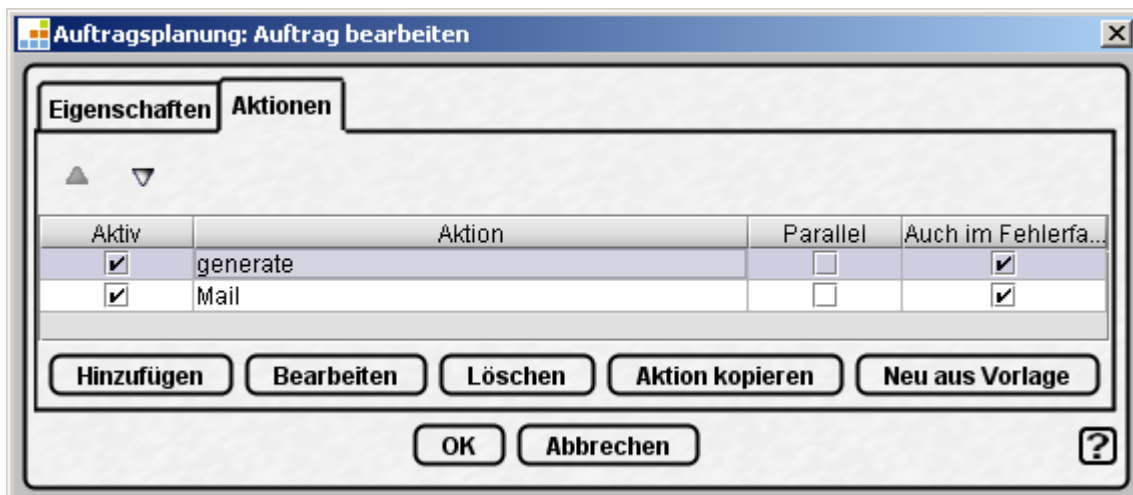 Auftragsplanung: Auftrag bearbeiten
Eigenschaften Aktionen
Aktiv Aktion Parallel Auch im Fehlerfa...
generate
Mail
Hinzufügen Bearbeiten Löschen Aktion kopieren Neu aus Vorlage
OK Abbrechen ?